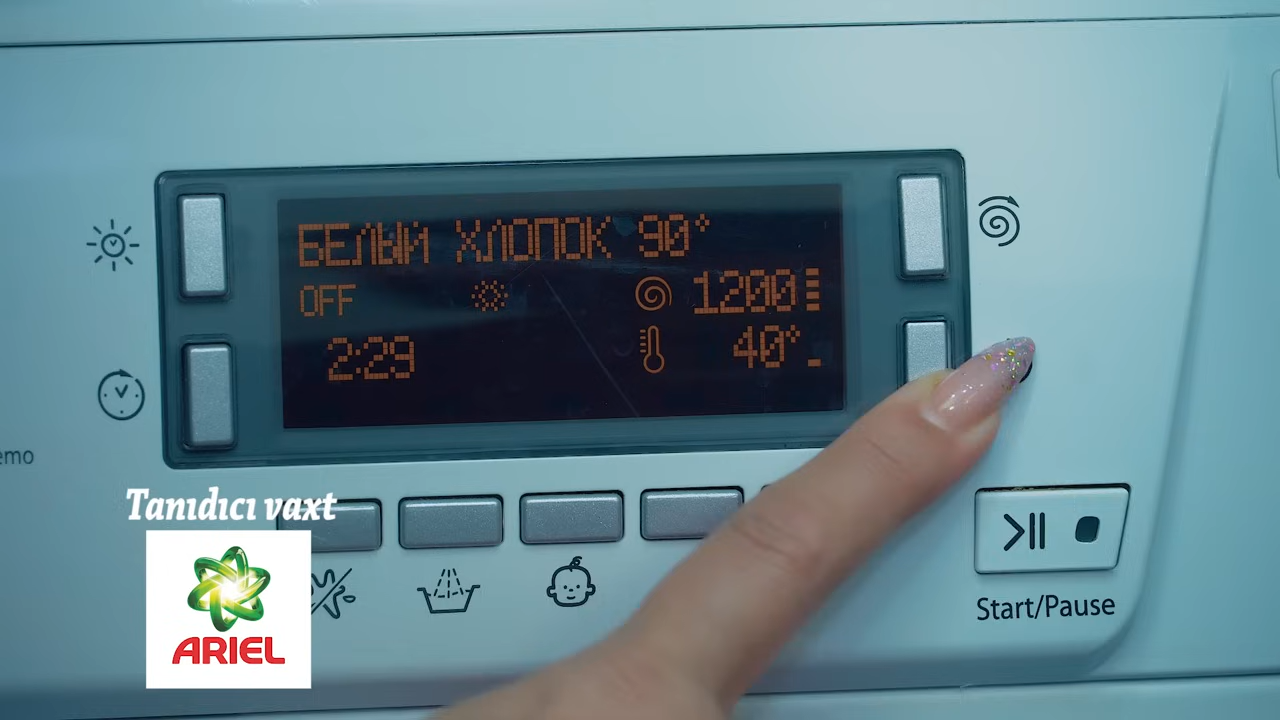 БЕЛЫЙ ХЛОПОК 90°
OFF
1200
2:29
40°
emo
Tanıdıcı vaxt
ARIEL
Start/Pause